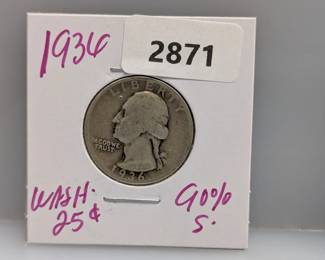 1936
2871
LIBERTY
IN GOD WE
TRUST
1936
WASH.
25¢
90%
S.